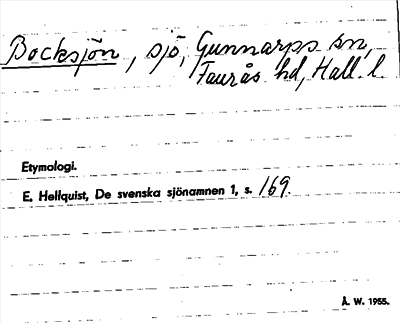 Bocksjön, sjö, Gunnarps sn,
Faurås hd, Hall. l.
Etymologi.
E. Hellquist, De svenska sjönamnen 1, s. 169.
Å. W. 1955.